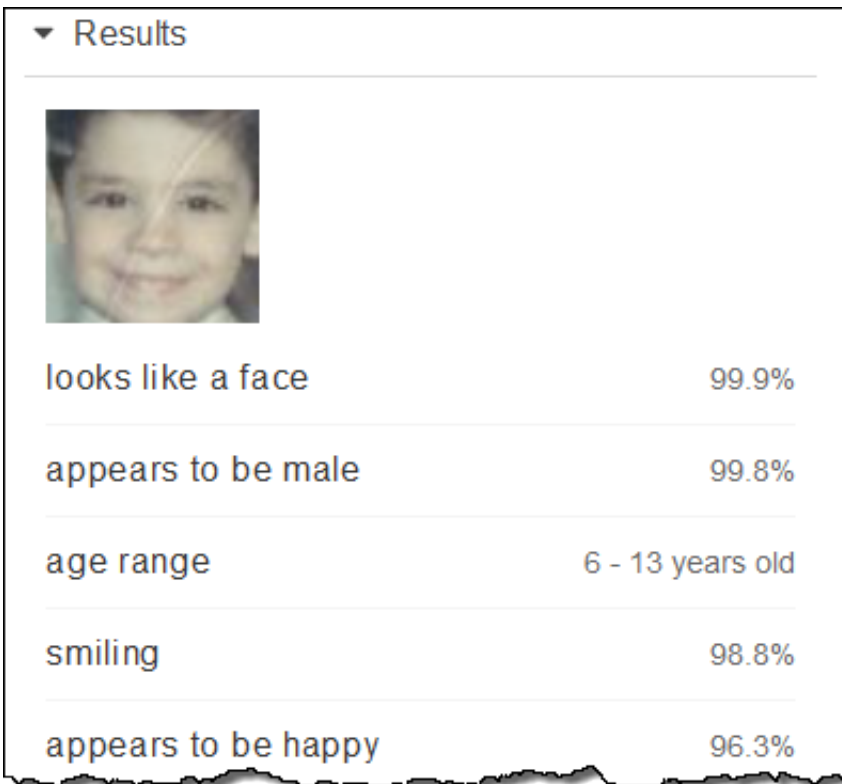 Results
looks like a face 99.9%
appears to be male 99.8%
age range 6 - 13 years old
smiling 98.8%
appears to be happy 96.3%